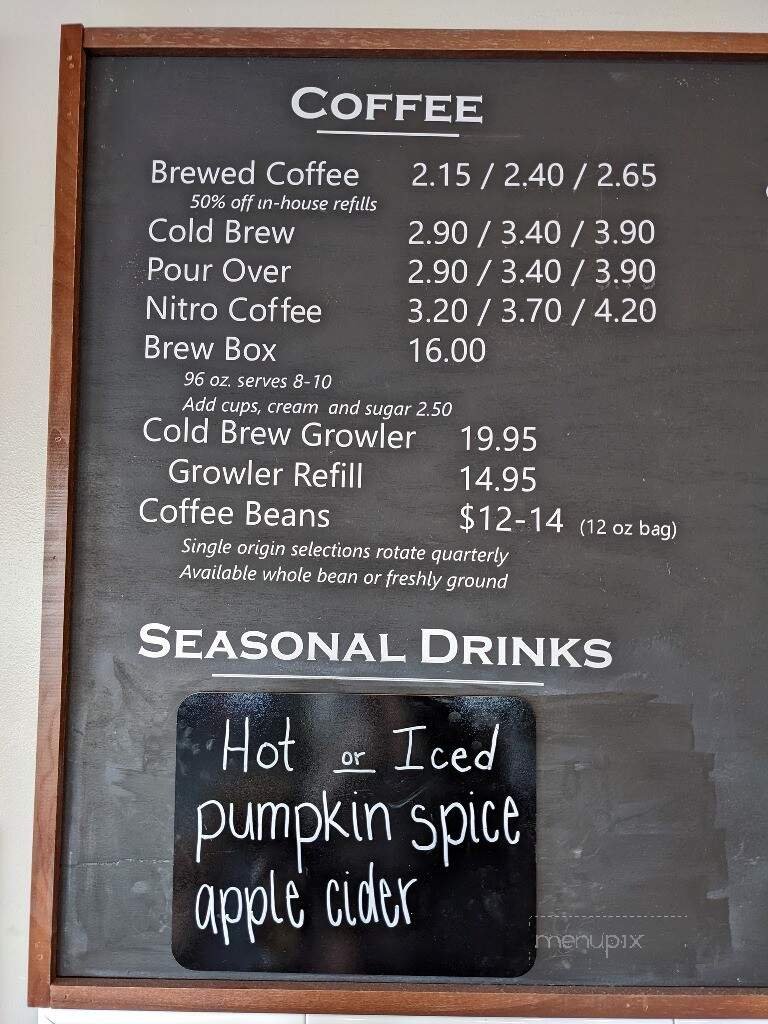 COFFEE
Brewed Coffee 2.15 / 2.40 / 2.65
50% off in-house refills
Cold Brew 2.90 / 3.40 / 3.90
Pour Over 2.90 / 3.40 / 3.90
Nitro Coffee 3.20 / 3.70 / 4.20
Brew Box 16.00
96 oz. serves 8-10
Add cups, cream and sugar 2.50
Cold Brew Growler 19.95
Growler Refill 14.95
Coffee Beans $12-14 (12 oz bag)
Single origin selections rotate quarterly
Available whole bean or freshly ground
SEASONAL DRINKS
Hot or Iced
pumpkin spice
apple cider
menupix